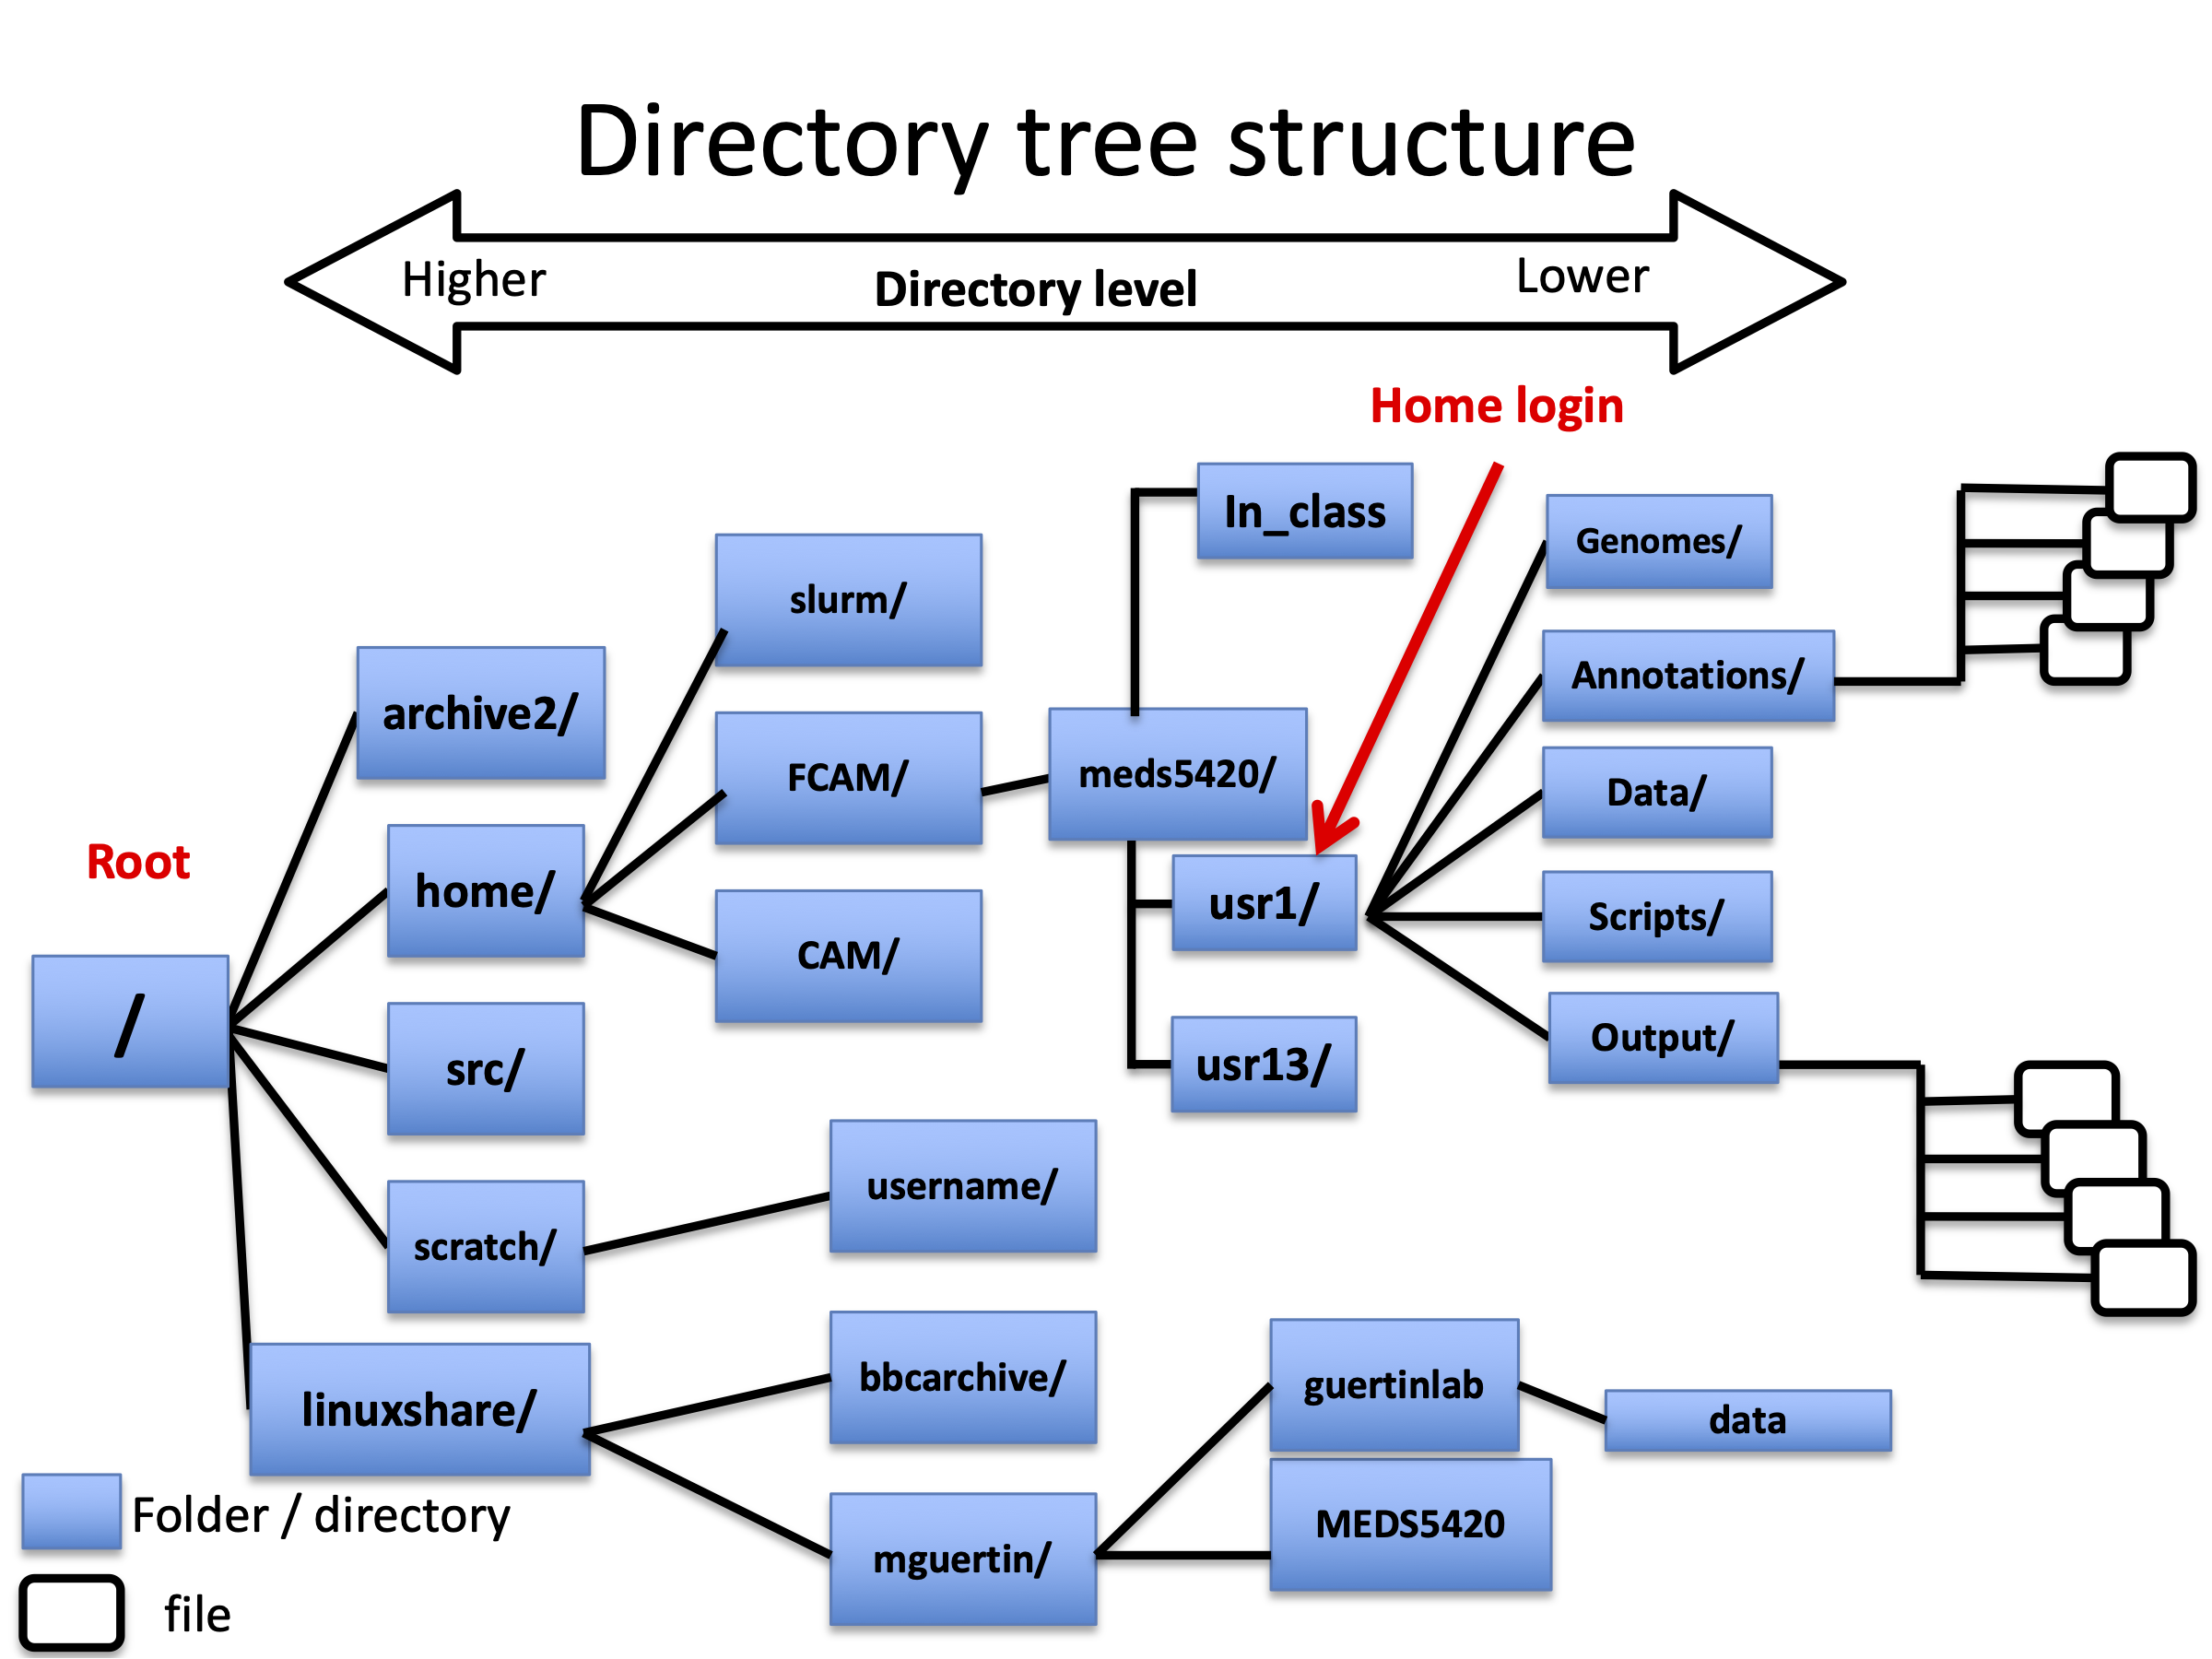 Directory tree structure
Higher
Directory level
Lower
Home login
In_class
Genomes/
slurm/
Annotations/
archive2/
FCAM/
meds5420/
Data/
Root
home/
usr1/
Scripts/
CAM/
/
Output/
src/
usr13/
username/
scratch/
bbcarchive/
guertinlab
linuxshare/
data
Folder / directory
MEDS5420
mguertin/
file